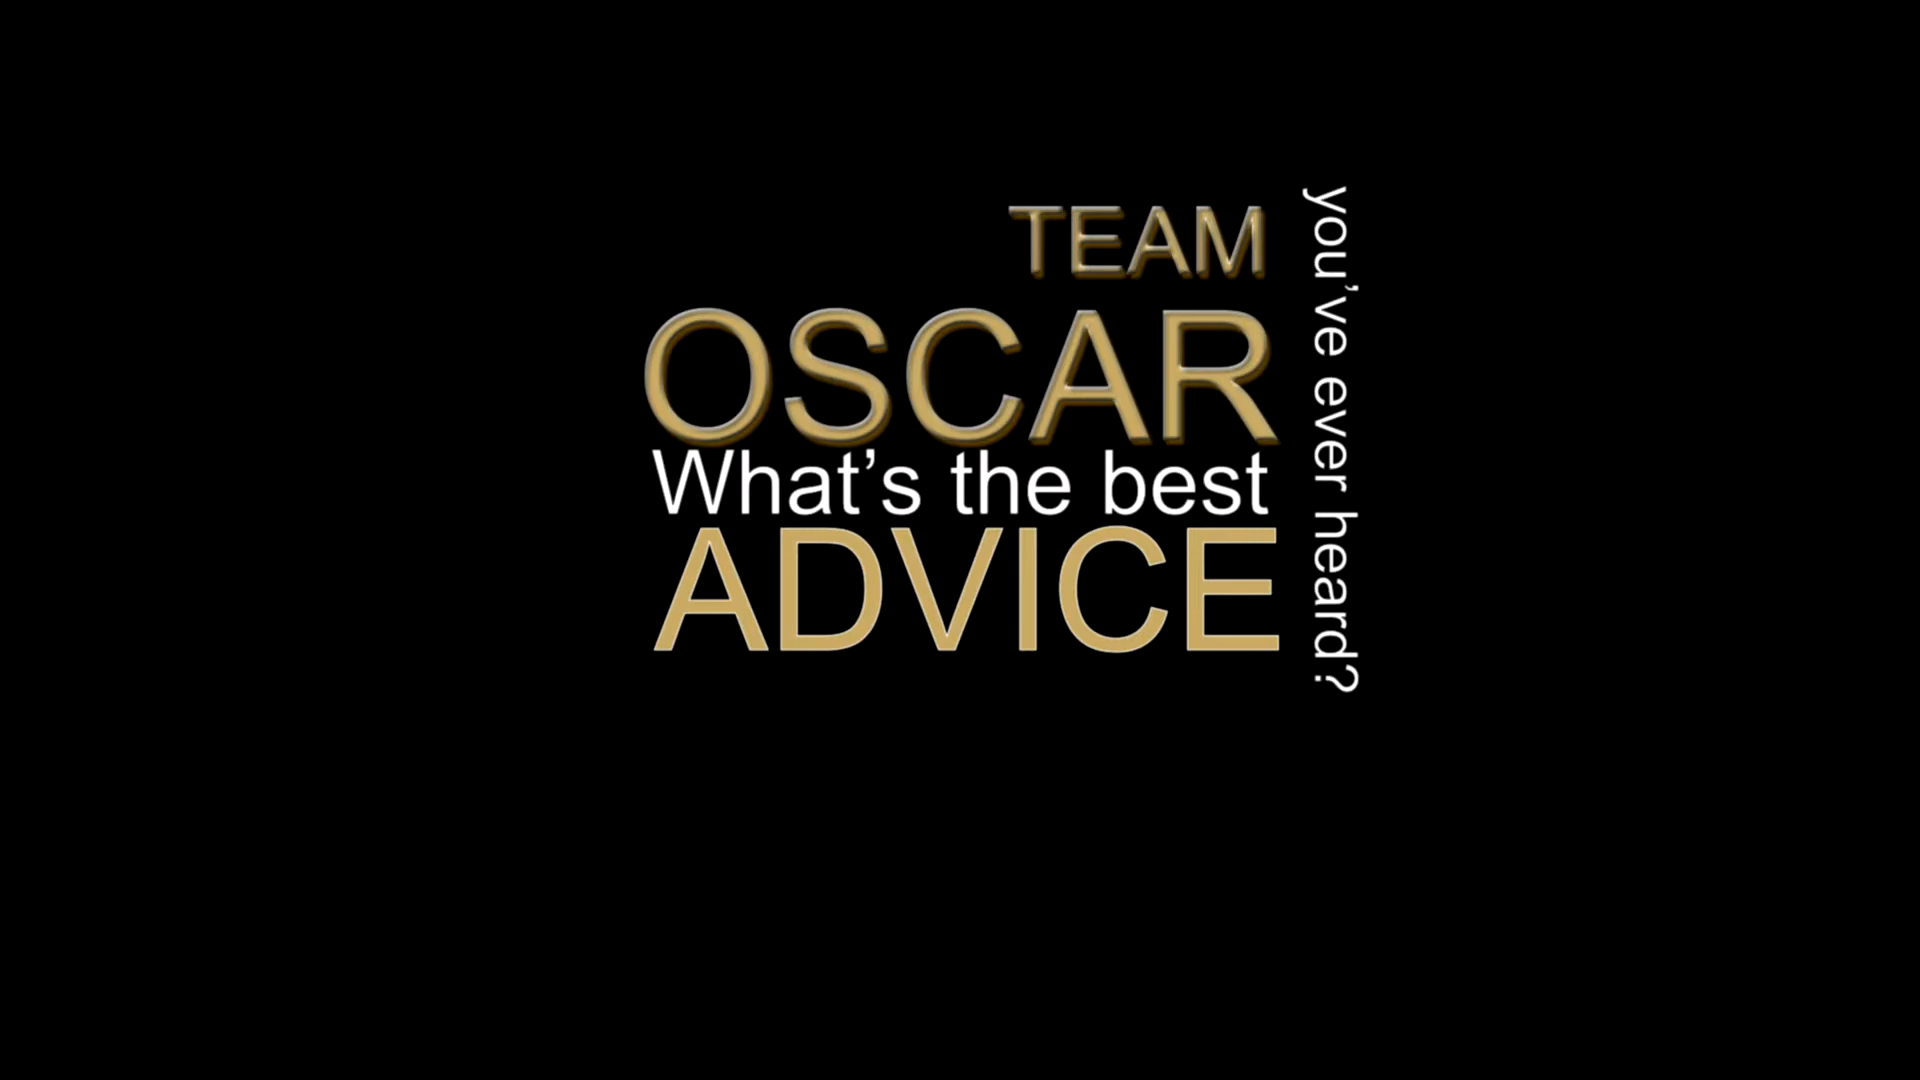 TEAM
OSCAR
What’s the best
ADVICE
you’ve ever heard?